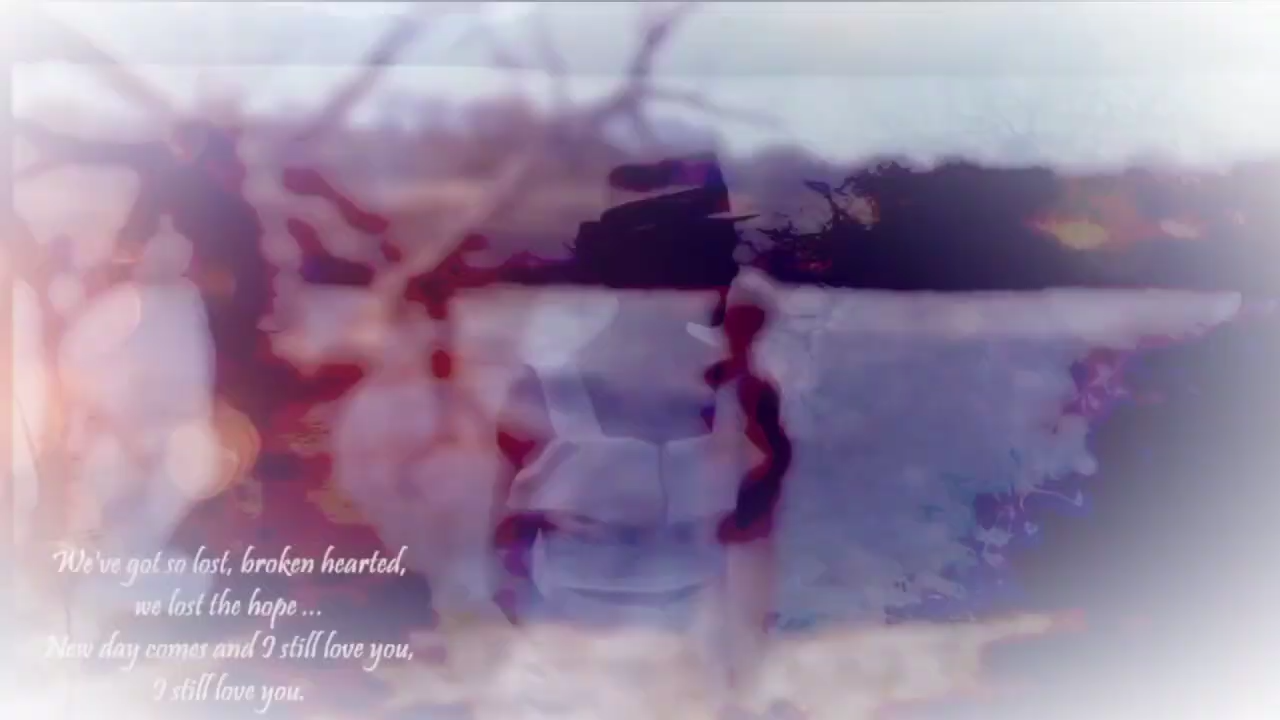 We've got so lost, broken hearted,
we lost the hope ...
New day comes and I still love you,
I still love you.